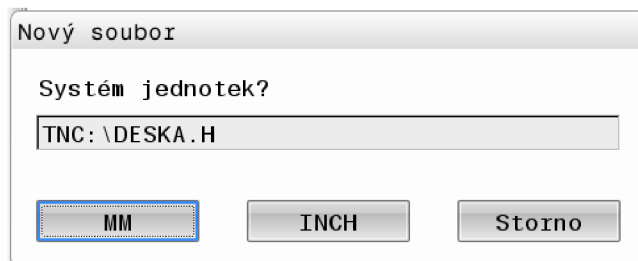 Nový soubor
Systém jednotek?
TNC:\DESKA.H
MM INCH Storno